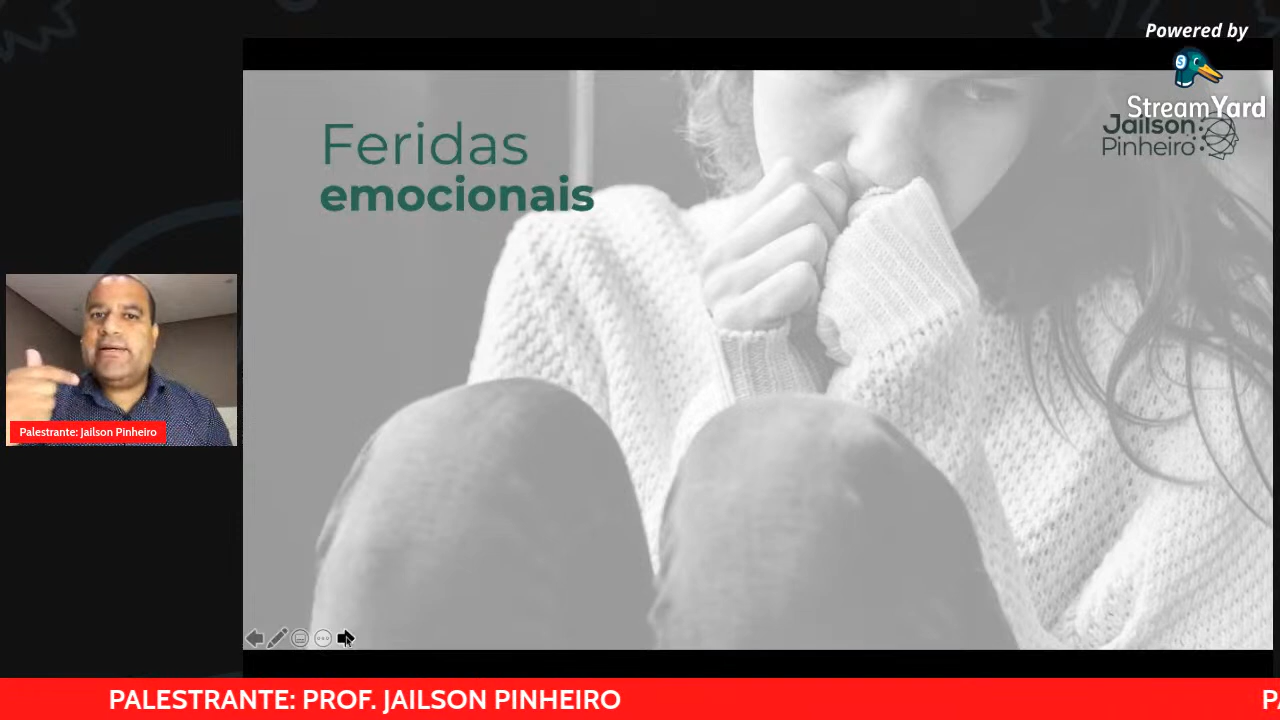 Powered by
StreamYard
Jailson
Pinheiro
Feridas
emocionais
Palestrante: Jailson Pinheiro
PALESTRANTE: PROF. JAILSON PINHEIRO